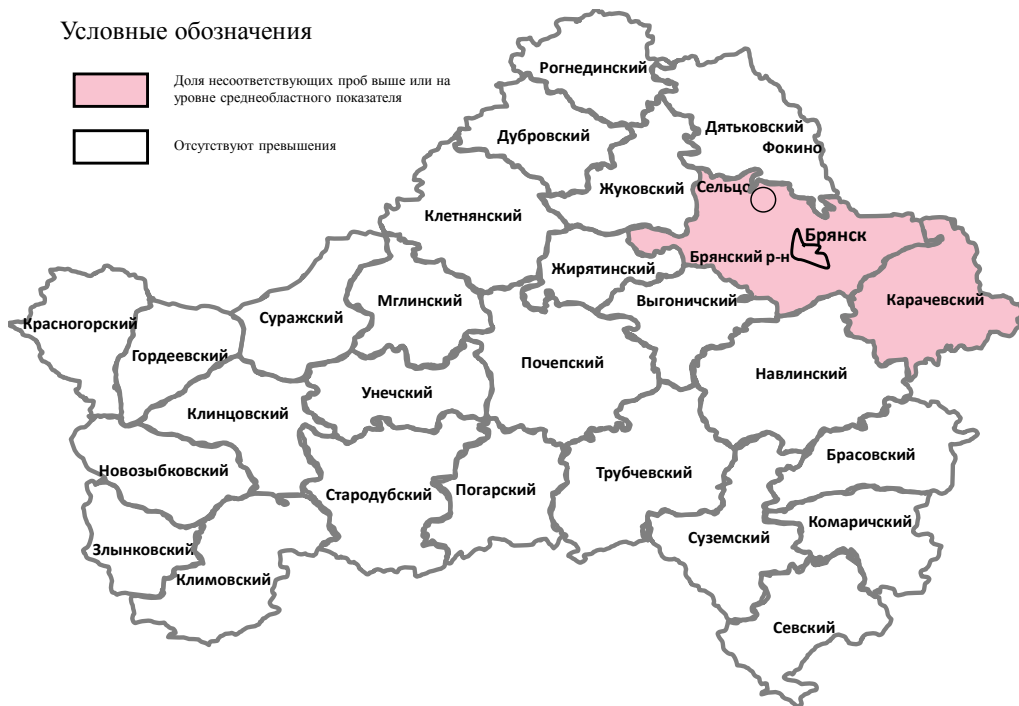 Условные обозначения
Доля несоответствующих проб выше или на
уровне среднеобластного показателя
Отсутствуют превышения
Рогнединский
Дубровский
Дятьковский
Фокино
Жуковский
Сельцо
Клетнянский
Брянск
Брянский р-н
Жирятинский
Выгоничский
Карачевский
Мглинский
Суражский
Красногорский
Гордеевский
Почепский
Навлинский
Унечский
Клинцовский
Новозыбковский
Стародубский
Погарский
Трубчевский
Брасовский
Комаричский
Суземский
Злынковский
Климовский
Севский